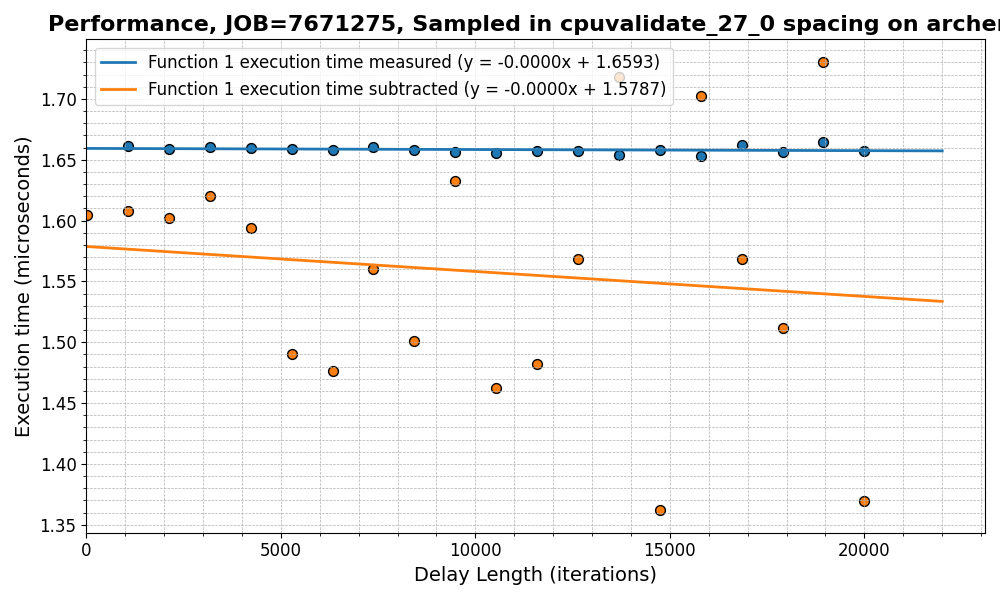 Performance, JOB=7671275, Sampled in cpuvalidate_27_0 spacing on archer
Function 1 execution time measured (y = -0.0000x + 1.6593)
Function 1 execution time subtracted (y = -0.0000x + 1.5787)
Execution time (microseconds)
1.70
1.65
1.60
1.55
1.50
1.45
1.40
1.35
0 5000 10000 15000 20000
Delay Length (iterations)